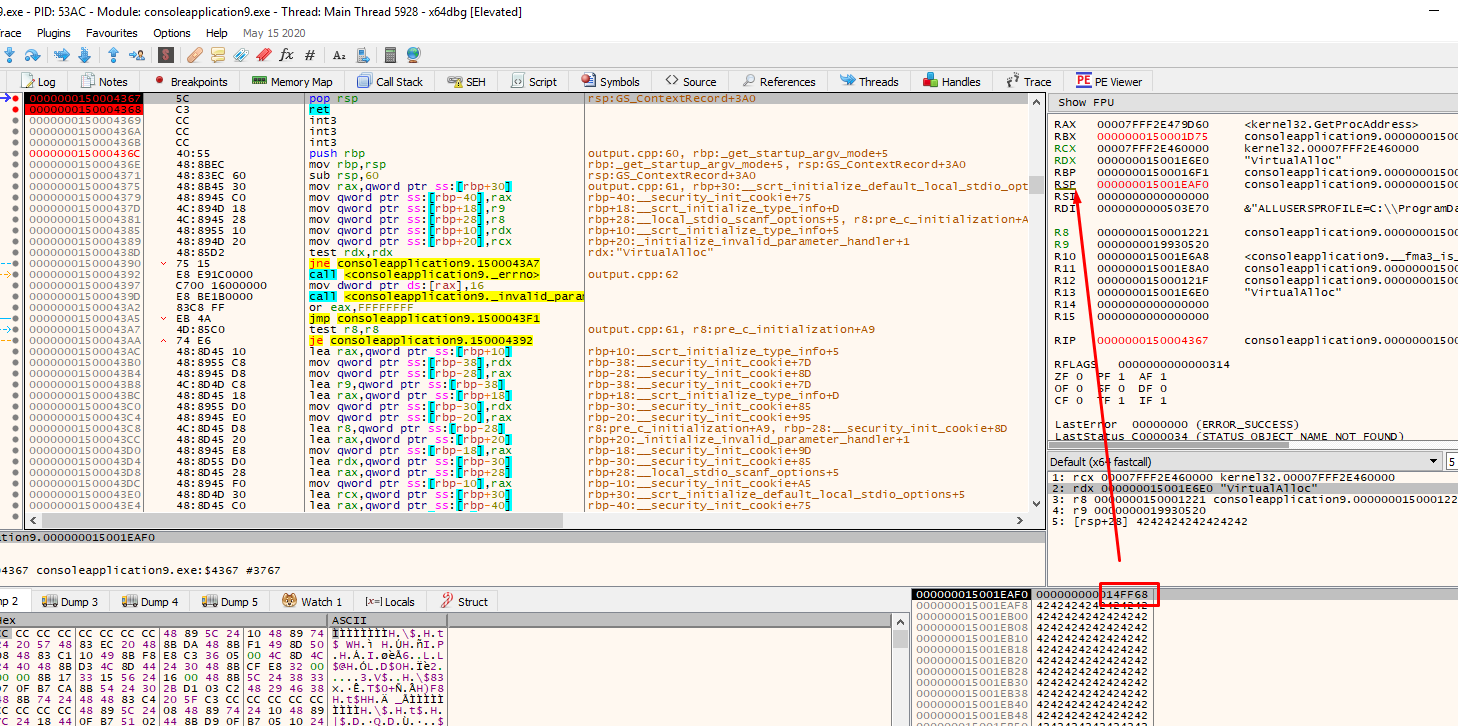 9.exe - PID: 53AC - Module: consoleapplication9.exe - Thread: Main Thread 5928 - x64dbg [Elevated]
race Plugins Favourites Options Help May 15 2020
Log Notes Breakpoints Memory Map Call Stack SEH Script Symbols Source References Threads Handles Trace PE Viewer
0000000150004367 5C pop rsp rsp:GS_ContextRecord+3A0
0000000150004368 C3 ret
0000000150004369 CC int3
000000015000436A CC int3
000000015000436B CC int3
000000015000436C 40:55 push rbp output.cpp:60, rbp:_get_startup_argv_mode+5
000000015000436E 48:8BEC mov rbp,rsp rbp:_get_startup_argv_mode+5, rsp:GS_ContextRecord+3A0
0000000150004371 48:83EC 60 sub rsp,60 rsp:GS_ContextRecord+3A0
0000000150004375 48:8B45 30 mov rax,qword ptr ss:[rbp+30] output.cpp:61, rbp+30:__scrt_initialize_default_local_stdio_opt
0000000150004379 48:8945 C0 mov qword ptr ss:[rbp-40],rax rbp-40:__security_init_cookie+75
000000015000437D 4C:894D 18 mov qword ptr ss:[rbp+18],r9 rbp+18:__scrt_initialize_type_info+D
0000000150004381 4C:8945 28 mov qword ptr ss:[rbp+28],r8 rbp+28:__local_stdio_scanf_options+5, r8:pre_c_initialization+A
0000000150004385 48:8955 10 mov qword ptr ss:[rbp+10],rdx rbp+10:__scrt_initialize_type_info+5
0000000150004389 48:894D 20 mov qword ptr ss:[rbp+20],rcx rbp+20:_initialize_invalid_parameter_handler+1
000000015000438D 48:85D2 test rdx,rdx rdx:"VirtualAlloc"
0000000150004390 75 15 jne consoleapplication9.1500043A7
0000000150004392 E8 E91C0000 call <consoleapplication9._errno> output.cpp:62
0000000150004397 C700 16000000 mov dword ptr ds:[rax],16
000000015000439D E8 BE1B0000 call <consoleapplication9._invalid_para
00000001500043A2 83C8 FF or eax,FFFFFFFF
00000001500043A5 EB 4A jmp consoleapplication9.1500043F1
00000001500043A7 4D:85C0 test r8,r8 output.cpp:61, r8:pre_c_initialization+A9
00000001500043AA 74 E6 je consoleapplication9.150004392
00000001500043AC 48:8D45 10 lea rax,qword ptr ss:[rbp+10] rbp+10:__scrt_initialize_type_info+5
00000001500043B0 48:8955 C8 mov qword ptr ss:[rbp-38],rdx rbp-38:__security_init_cookie+7D
00000001500043B4 48:8945 D8 mov qword ptr ss:[rbp-28],rax rbp-28:__security_init_cookie+8D
00000001500043B8 4C:8D4D C8 lea r9,qword ptr ss:[rbp-38] rbp-38:__security_init_cookie+7D
00000001500043BC 48:8D45 18 lea rax,qword ptr ss:[rbp+18] rbp+18:__scrt_initialize_type_info+D
00000001500043C0 48:8955 D0 mov qword ptr ss:[rbp-30],rdx rbp-30:__security_init_cookie+85
00000001500043C4 48:8945 E0 mov qword ptr ss:[rbp-20],rax rbp-20:__security_init_cookie+95
00000001500043C8 4C:8D45 D8 lea r8,qword ptr ss:[rbp-28] r8:pre_c_initialization+A9, rbp-28:__security_init_cookie+8D
00000001500043CC 48:8D45 20 lea rax,qword ptr ss:[rbp+20] rbp+20:_initialize_invalid_parameter_handler+1
00000001500043D0 48:8945 E8 mov qword ptr ss:[rbp-18],rax rbp-18:__security_init_cookie+9D
00000001500043D4 48:8D55 D0 lea rdx,qword ptr ss:[rbp-30] rbp-30:__security_init_cookie+85
00000001500043D8 48:8D45 28 lea rax,qword ptr ss:[rbp+28] rbp+28:__local_stdio_scanf_options+5
00000001500043DC 48:8945 F0 mov qword ptr ss:[rbp-10],rax rbp-10:__security_init_cookie+A5
00000001500043E0 48:8D4D 30 lea rcx,qword ptr ss:[rbp+30] rbp+30:__scrt_initialize_default_local_stdio_options+5
00000001500043E4 48:8D45 C0 lea rax,qword ptr ss:[rbp-40] rbp-40:__security_init_cookie+75
Show FPU
RAX 00007FFF2E479D60 <kernel32.GetProcAddress>
RBX 0000000150001D75 consoleapplication9.00000001500
RCX 00007FFF2E460000 kernel32.00007FFF2E460000
RDX 000000015001E6E0 "VirtualAlloc"
RBP 00000001500016F1 consoleapplication9.00000001500
RSP 000000015001EAF0 consoleapplication9.00000001500
RSI 0000000000000000
RDI 0000000000503E70 &"ALLUSERSPROFILE=C:\\ProgramDa
R8 0000000150001221 consoleapplication9.00000001500
R9 0000000019930520
R10 000000015001E6A8 <consoleapplication9.__fma3_is_
R11 000000015001E8A0 consoleapplication9.00000001500
R12 000000015000121F consoleapplication9.00000001500
R13 000000015001E6E0 "VirtualAlloc"
R14 0000000000000000
R15 0000000000000000
RIP 0000000150004367 consoleapplication9.00000001500
RFLAGS 0000000000000314
ZF 0 PF 1 AF 1
OF 0 SF 0 DF 0
CF 0 TF 1 IF 1
LastError 00000000 (ERROR_SUCCESS)
LastStatus C0000034 (STATUS_OBJECT_NAME_NOT_FOUND)
Default (x64 fastcall) 5
1: rcx 00007FFF2E460000 kernel32.00007FFF2E460000
2: rdx 000000015001E6E0 "VirtualAlloc"
3: r8 0000000150001221 consoleapplication9.000000015000122
4: r9 0000000019930520
5: [rsp+28] 4242424242424242
tion9.000000015001EAF0
4367 consoleapplication9.exe:$4367 #3767
mp 2 Dump 3 Dump 4 Dump 5 Watch 1 [x=] Locals Struct
Hex ASCII
000000015001EAF0 000000000014FF68
000000015001EAF8 4242424242424242
000000015001EB00 4242424242424242
000000015001EB08 4242424242424242
000000015001EB10 4242424242424242
000000015001EB18 4242424242424242
000000015001EB20 4242424242424242
000000015001EB28 4242424242424242
000000015001EB30 4242424242424242
000000015001EB38 4242424242424242
000000015001EB40 4242424242424242
000000015001EB48 4242424242424242